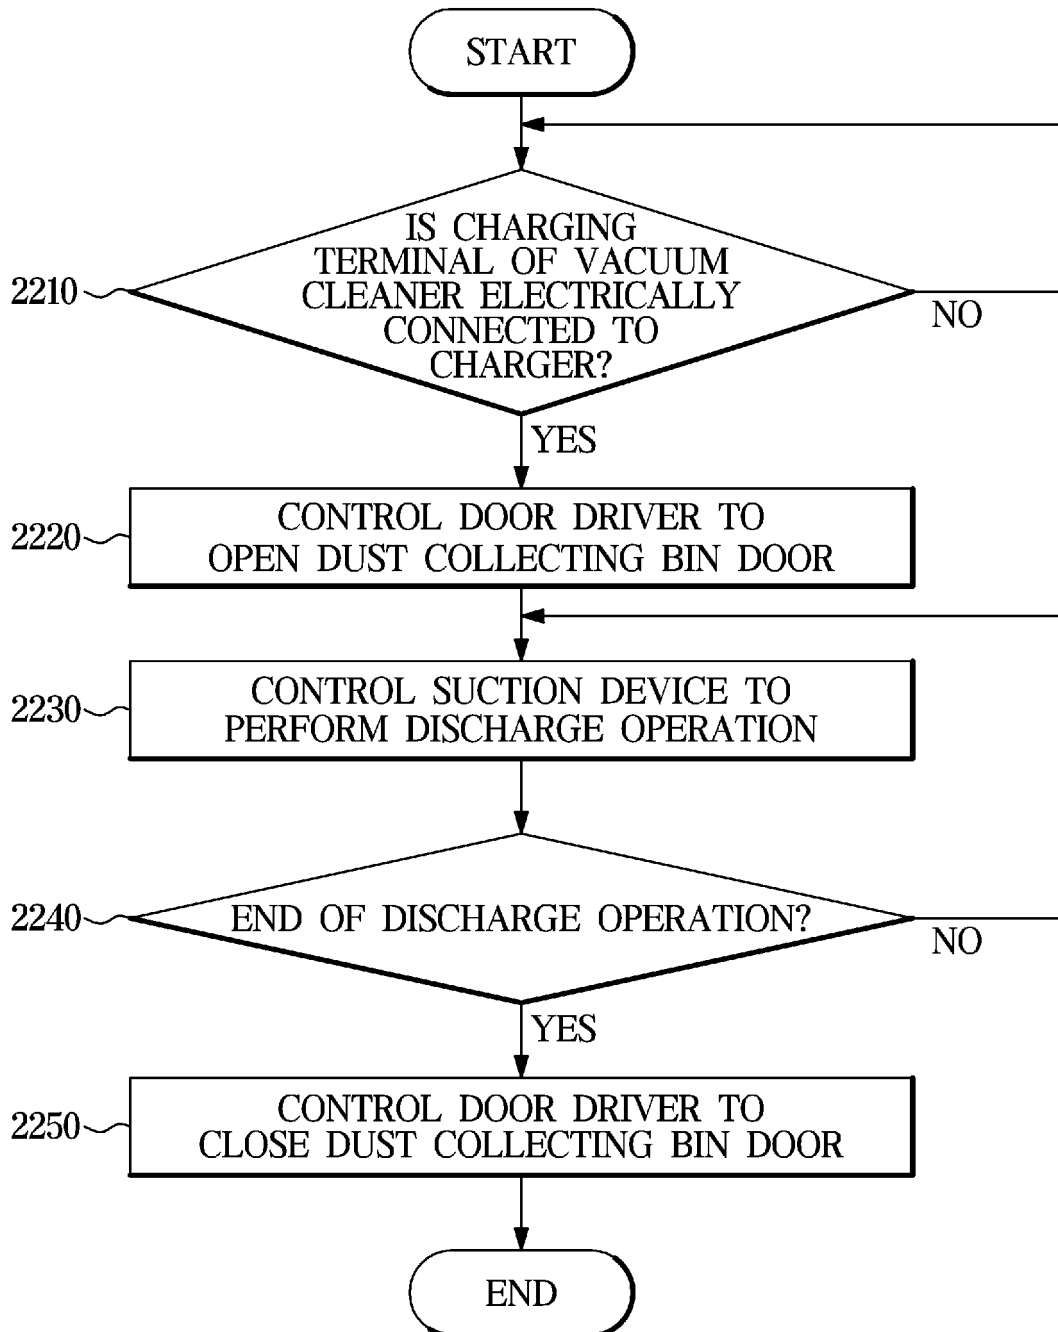 START
2210
IS CHARGING
TERMINAL OF VACUUM
CLEANER ELECTRICALLY
CONNECTED TO
CHARGER?
NO
YES
2220
CONTROL DOOR DRIVER TO
OPEN DUST COLLECTING BIN DOOR
2230
CONTROL SUCTION DEVICE TO
PERFORM DISCHARGE OPERATION
2240
END OF DISCHARGE OPERATION?
NO
YES
2250
CONTROL DOOR DRIVER TO
CLOSE DUST COLLECTING BIN DOOR
END